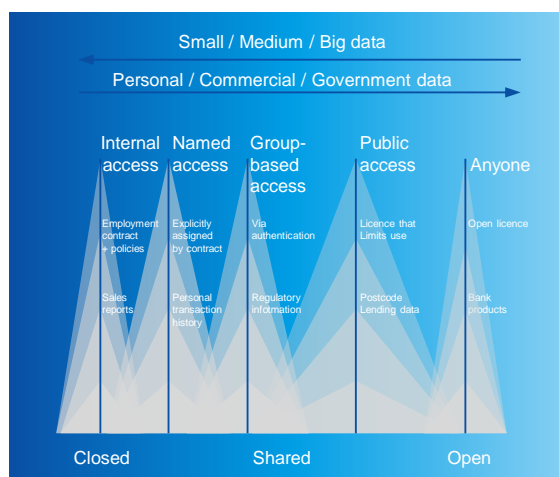 Small / Medium / Big data
Personal / Commercial / Government data
Internal
access
Named
access
Group-
based
access
Public
access
Anyone
Employment
contract
+ policies
Explicitly
assigned
by contract
Via
authentication
Licence that
Limits use
Open licence
Sales
reports
Personal
transaction
history
Regulatory
infotmation
Postcode
Lending data
Bank
products
Closed
Shared
Open